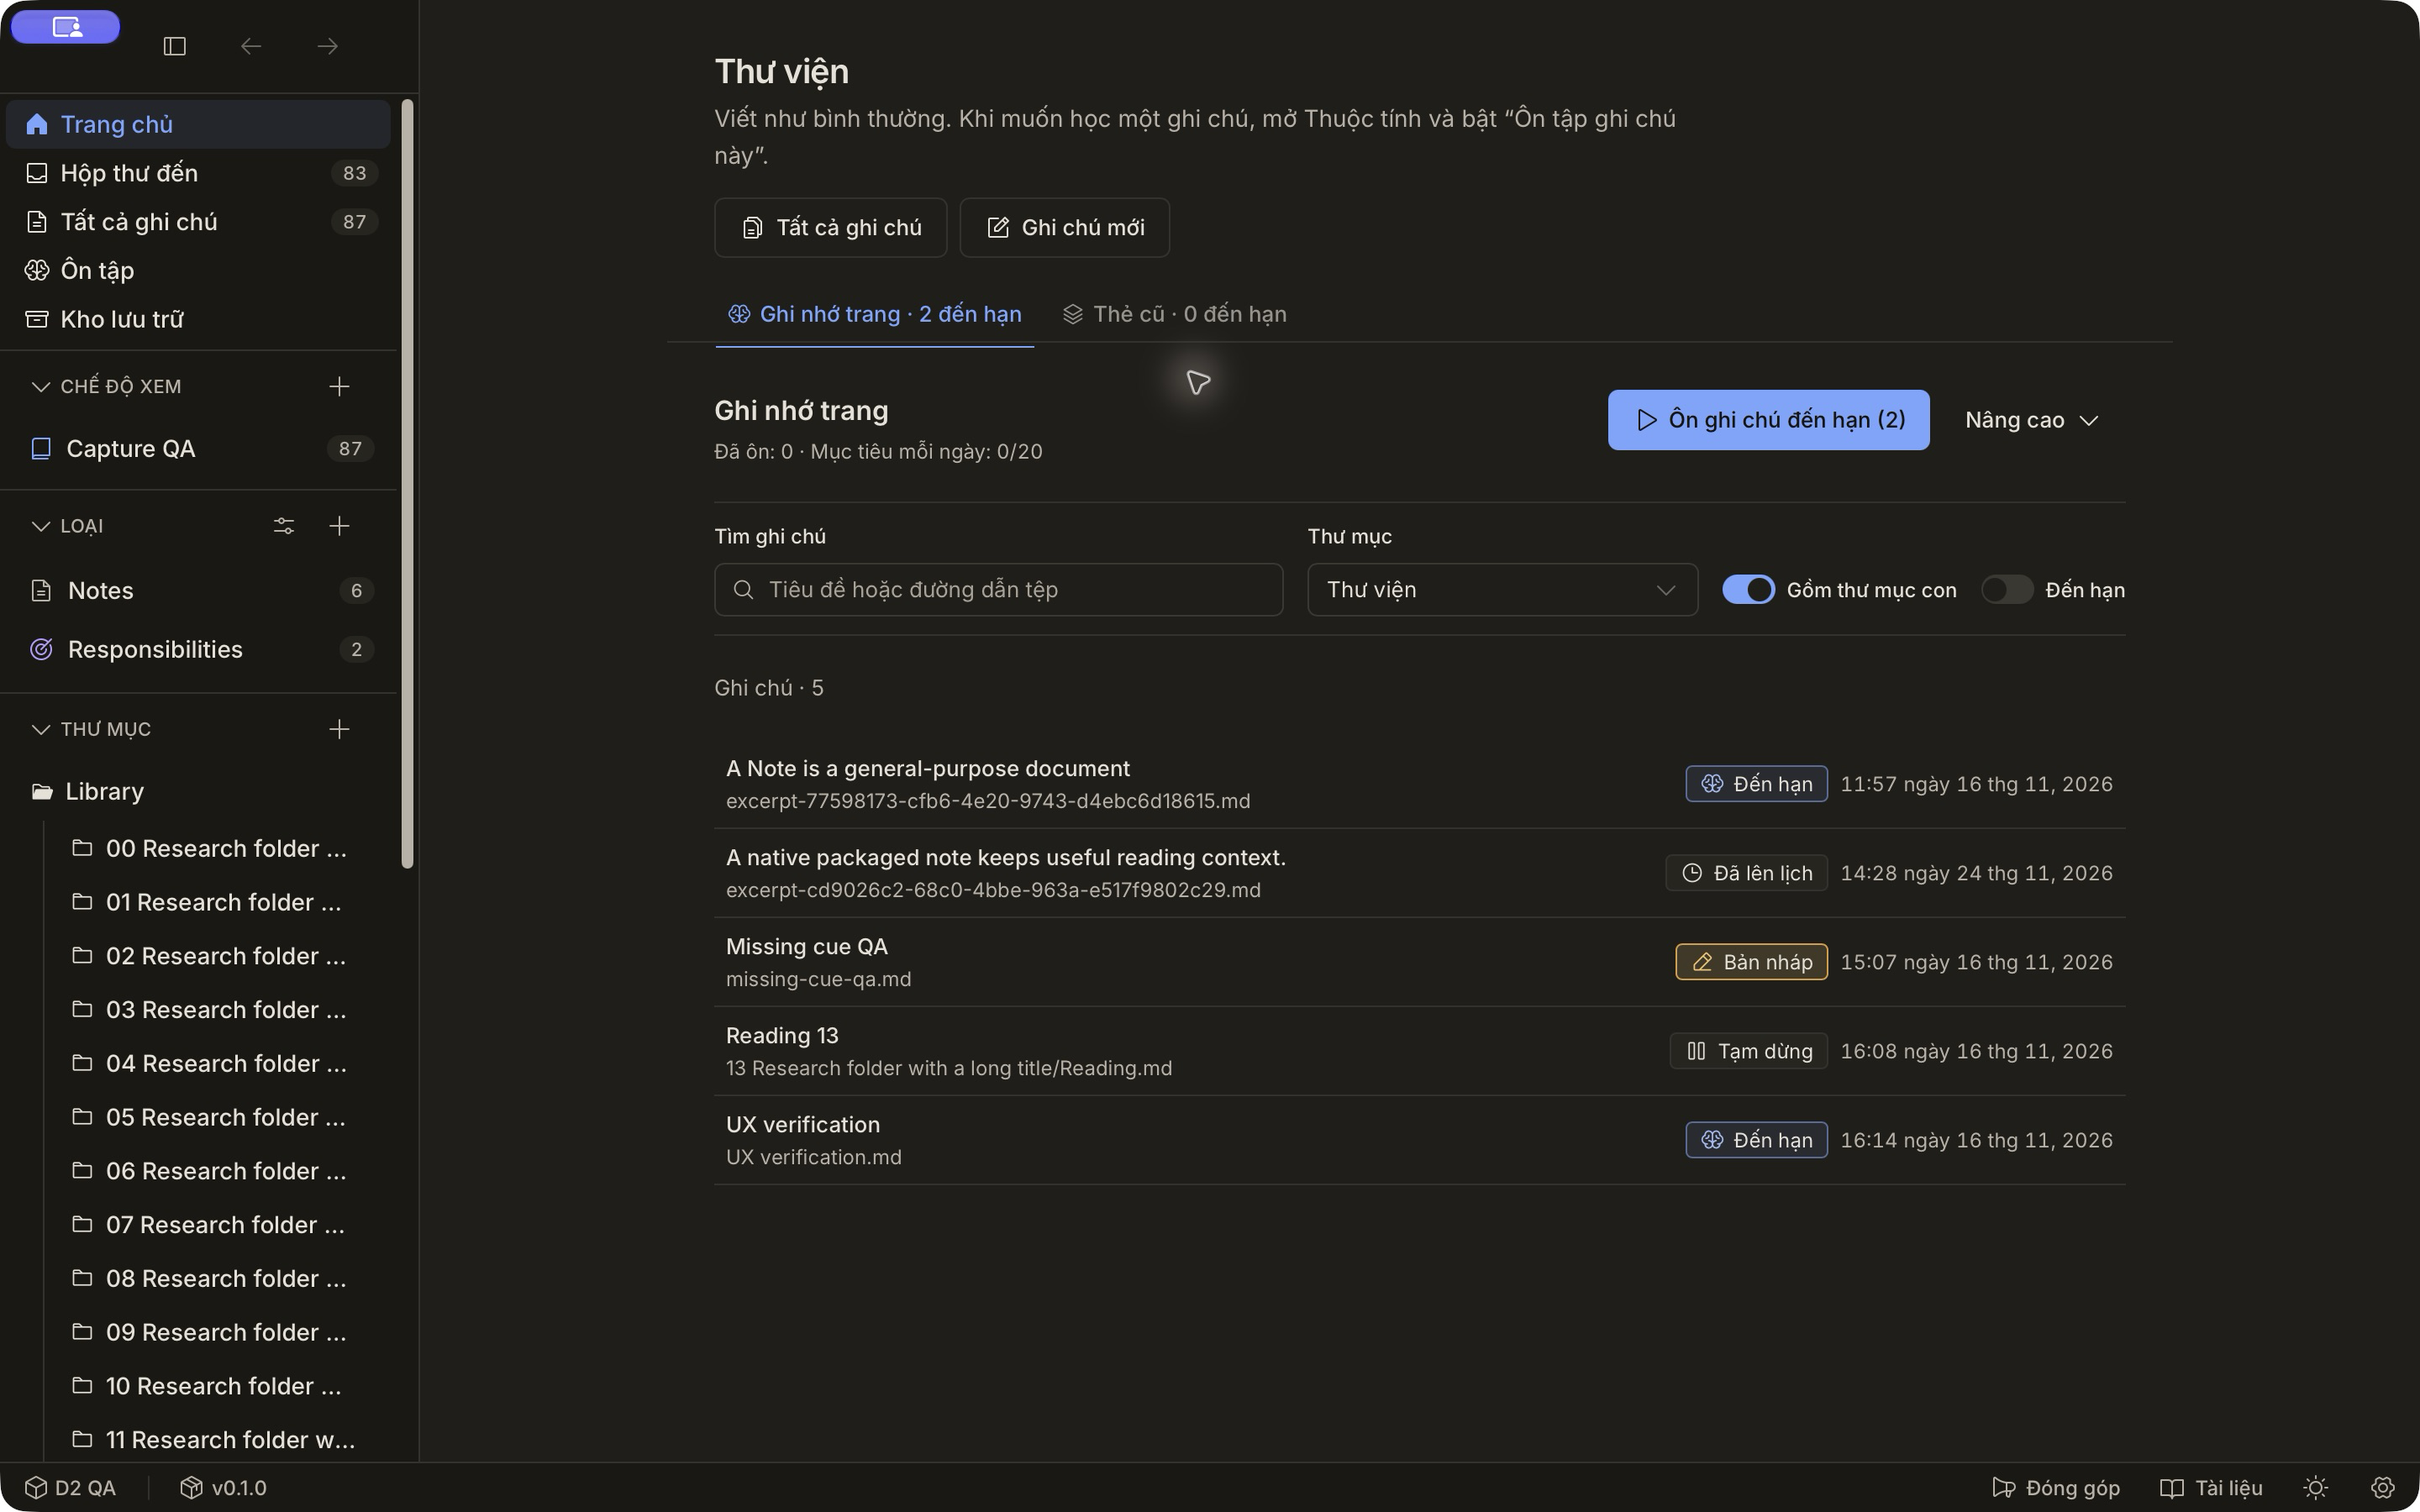 Trang chủ
Hộp thư đến 83
Tất cả ghi chú 87
Ôn tập
Kho lưu trữ
CHẾ ĐỘ XEM
Capture QA 87
LOẠI
Notes 6
Responsibilities 2
THƯ MỤC
Library
00 Research folder ...
01 Research folder ...
02 Research folder ...
03 Research folder ...
04 Research folder ...
05 Research folder ...
06 Research folder ...
07 Research folder ...
08 Research folder ...
09 Research folder ...
10 Research folder ...
11 Research folder w...
Thư viện
Viết như bình thường. Khi muốn học một ghi chú, mở Thuộc tính và bật “Ôn tập ghi chú
này”.
Tất cả ghi chú Ghi chú mới
Ghi nhớ trang · 2 đến hạn Thẻ cũ · 0 đến hạn
Ghi nhớ trang
Đã ôn: 0 · Mục tiêu mỗi ngày: 0/20
Ôn ghi chú đến hạn (2) Nâng cao
Tìm ghi chú Thư mục
Tiêu đề hoặc đường dẫn tệp Thư viện Gồm thư mục con Đến hạn
Ghi chú · 5
A Note is a general-purpose document
excerpt-77598173-cfb6-4e20-9743-d4ebc6d18615.md
Đến hạn 11:57 ngày 16 thg 11, 2026
A native packaged note keeps useful reading context.
excerpt-cd9026c2-68c0-4bbe-963a-e517f9802c29.md
Đã lên lịch 14:28 ngày 24 thg 11, 2026
Missing cue QA
missing-cue-qa.md
Bản nháp 15:07 ngày 16 thg 11, 2026
Reading 13
13 Research folder with a long title/Reading.md
Tạm dừng 16:08 ngày 16 thg 11, 2026
UX verification
UX verification.md
Đến hạn 16:14 ngày 16 thg 11, 2026
D2 QA v0.1.0 Đóng góp Tài liệu